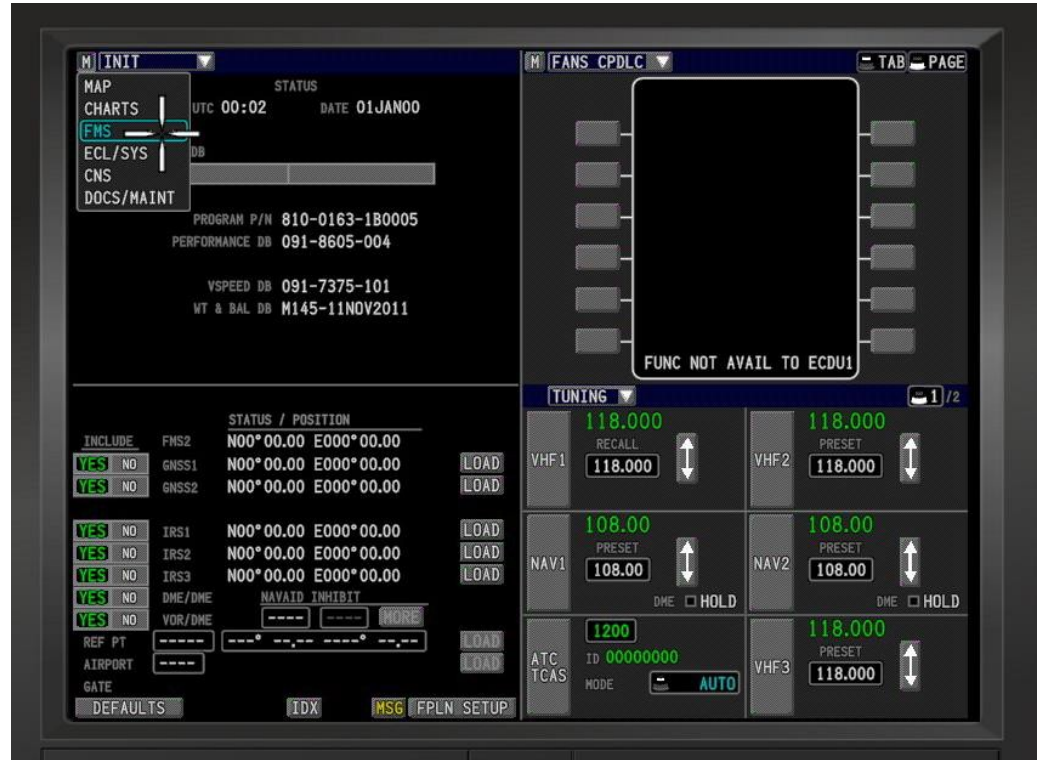 M INIT
MAP
CHARTS
FMS
ECL/SYS
CNS
DOCS/MAINT
STATUS
UTC 00:02 DATE 01JAN00
DB
PROGRAM P/N 810-0163-1B0005
PERFORMANCE DB 091-8605-004
VSPEED DB 091-7375-101
WT & BAL DB M145-11NOV2011
STATUS / POSITION
INCLUDE FMS2 N00°00.00 E000°00.00
YES NO GNSS1 N00°00.00 E000°00.00 LOAD
YES NO GNSS2 N00°00.00 E000°00.00 LOAD
YES NO IRS1 N00°00.00 E000°00.00 LOAD
YES NO IRS2 N00°00.00 E000°00.00 LOAD
YES NO IRS3 N00°00.00 E000°00.00 LOAD
YES NO DME/DME NAVAID INHIBIT
YES NO VOR/DME ---- ---- MORE
REF PT ----- ---° --.-- ----° --.-- LOAD
AIRPORT ---- LOAD
GATE
DEFAULTS IDX MSG FPLN SETUP
M FANS CPDLC TAB PAGE
FUNC NOT AVAIL TO ECDU1
TUNING 1 /2
VHF1
118.000
RECALL
118.000
VHF2
118.000
PRESET
118.000
NAV1
108.00
PRESET
108.00
DME HOLD
NAV2
108.00
PRESET
108.00
DME HOLD
ATC
TCAS
1200
ID 00000000
MODE AUTO
VHF3
118.000
PRESET
118.000